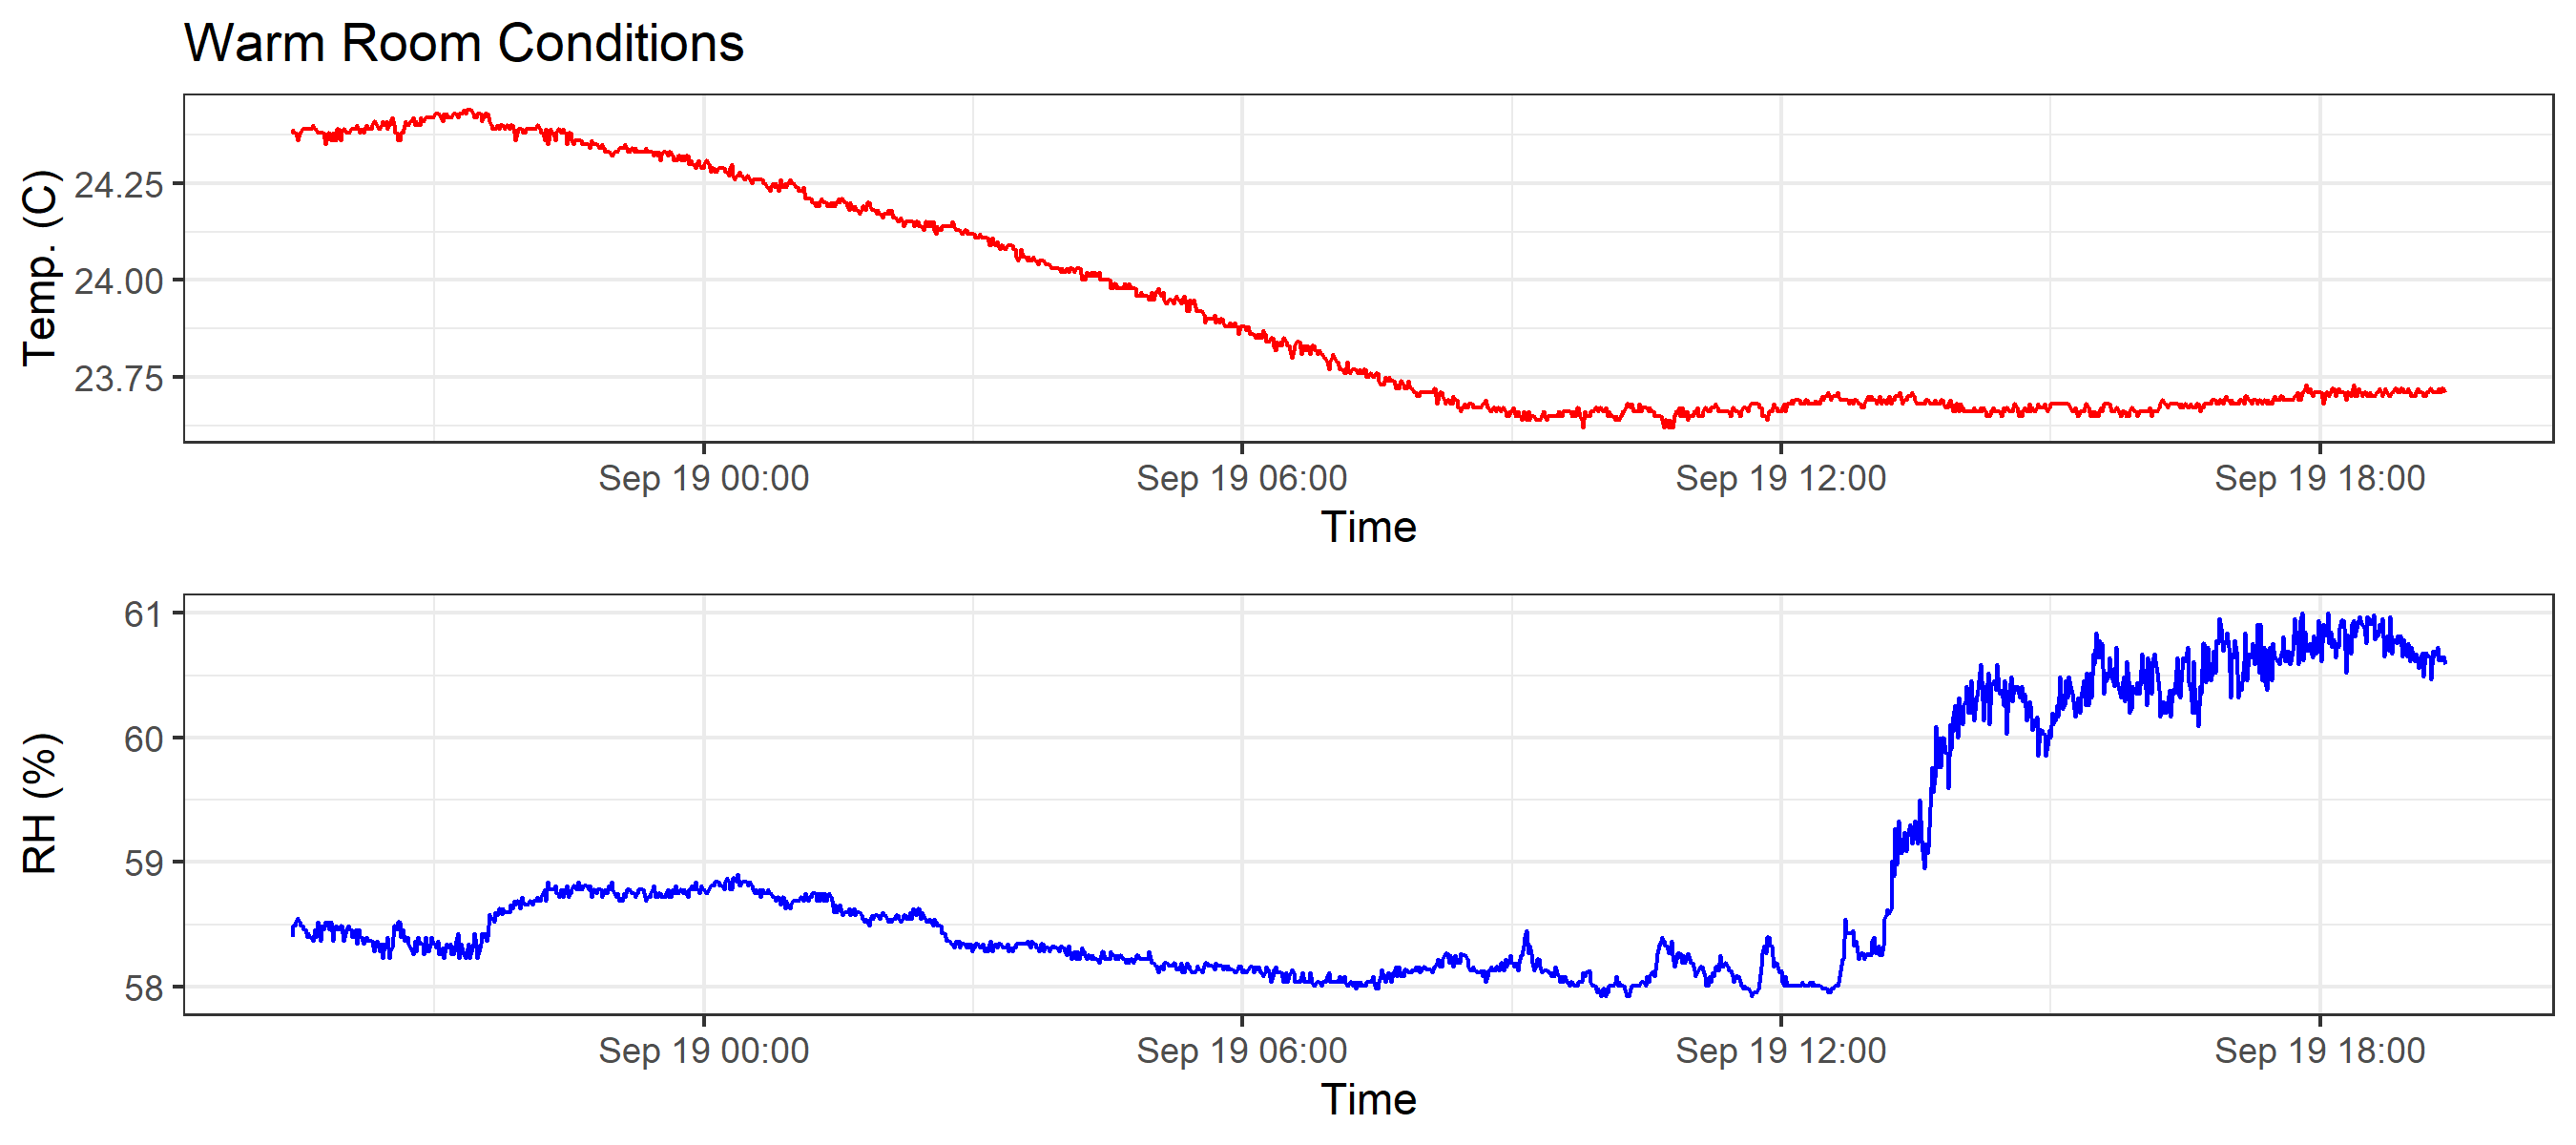 Warm Room Conditions
Temp. (C)
24.25
24.00
23.75
Sep 19 00:00 Sep 19 06:00 Sep 19 12:00 Sep 19 18:00
Time
RH (%)
61
60
59
58
Sep 19 00:00 Sep 19 06:00 Sep 19 12:00 Sep 19 18:00
Time